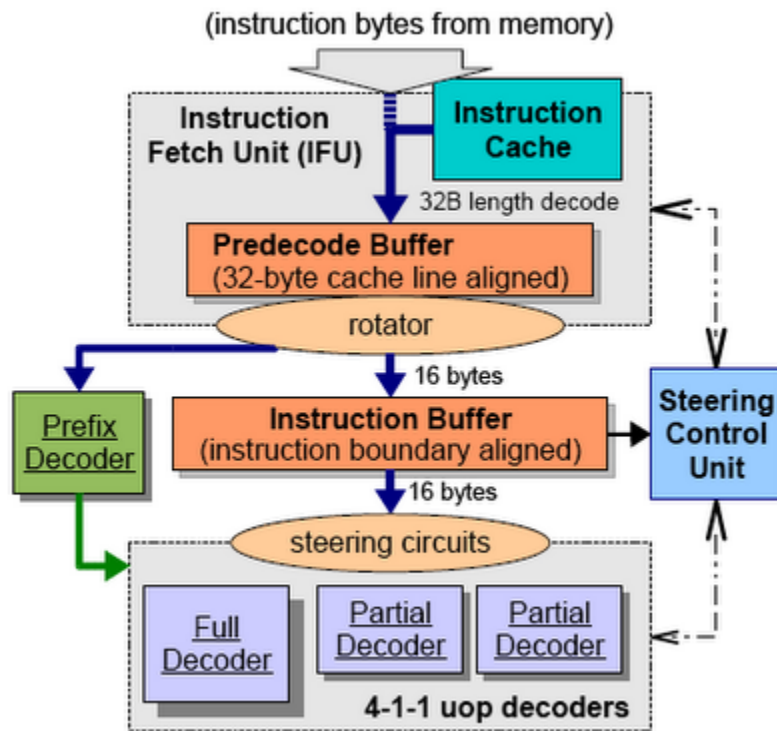 (instruction bytes from memory)
Instruction
Fetch Unit (IFU)
Instruction
Cache
32B length decode
Predecode Buffer
(32-byte cache line aligned)
rotator
16 bytes
Prefix
Decoder
Instruction Buffer
(instruction boundary aligned)
Steering
Control
Unit
16 bytes
steering circuits
Full
Decoder
Partial
Decoder
Partial
Decoder
4-1-1 uop decoders